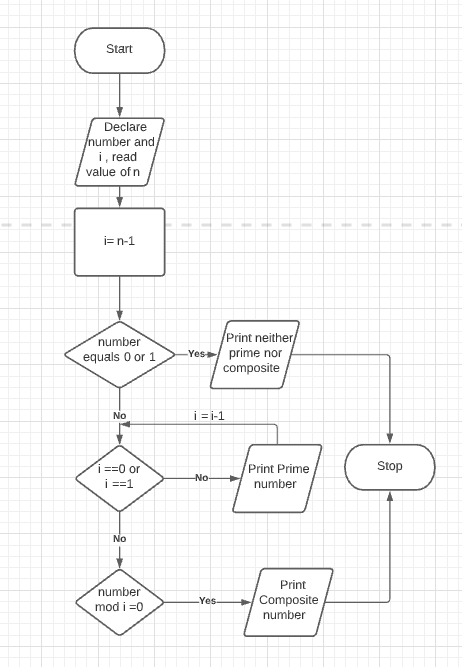 Start
Declare
number and
i , read
value of n
i= n-1
number
equals 0 or 1
Yes
Print neither
prime nor
composite
No
i = i-1
i ==0 or
i ==1
No
Print Prime
number
Stop
No
number
mod i =0
Yes
Print
Composite
number